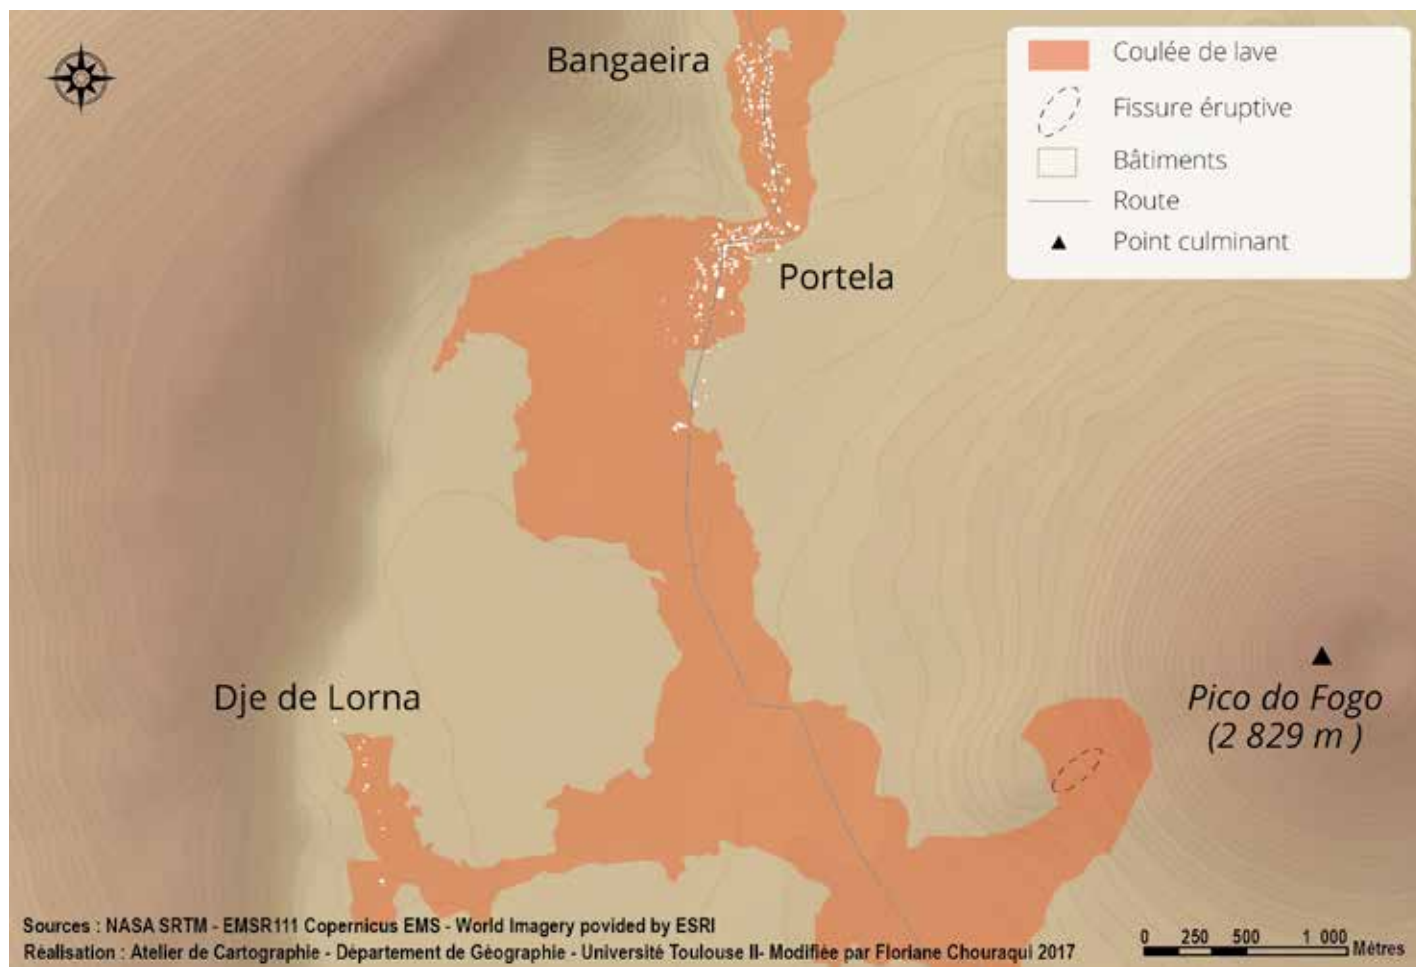 Bangaeira
Coulée de lave
Fissure éruptive
Bâtiments
Route
Point culminant
Portela
Dje de Lorna
Pico do Fogo
(2 829 m )
Sources : NASA SRTM - EMSR111 Copernicus EMS - World Imagery povided by ESRI
Réalisation : Atelier de Cartographie - Département de Géographie - Université Toulouse II- Modifiée par Floriane Chouraqui 2017
0 250 500 1 000
Mètres